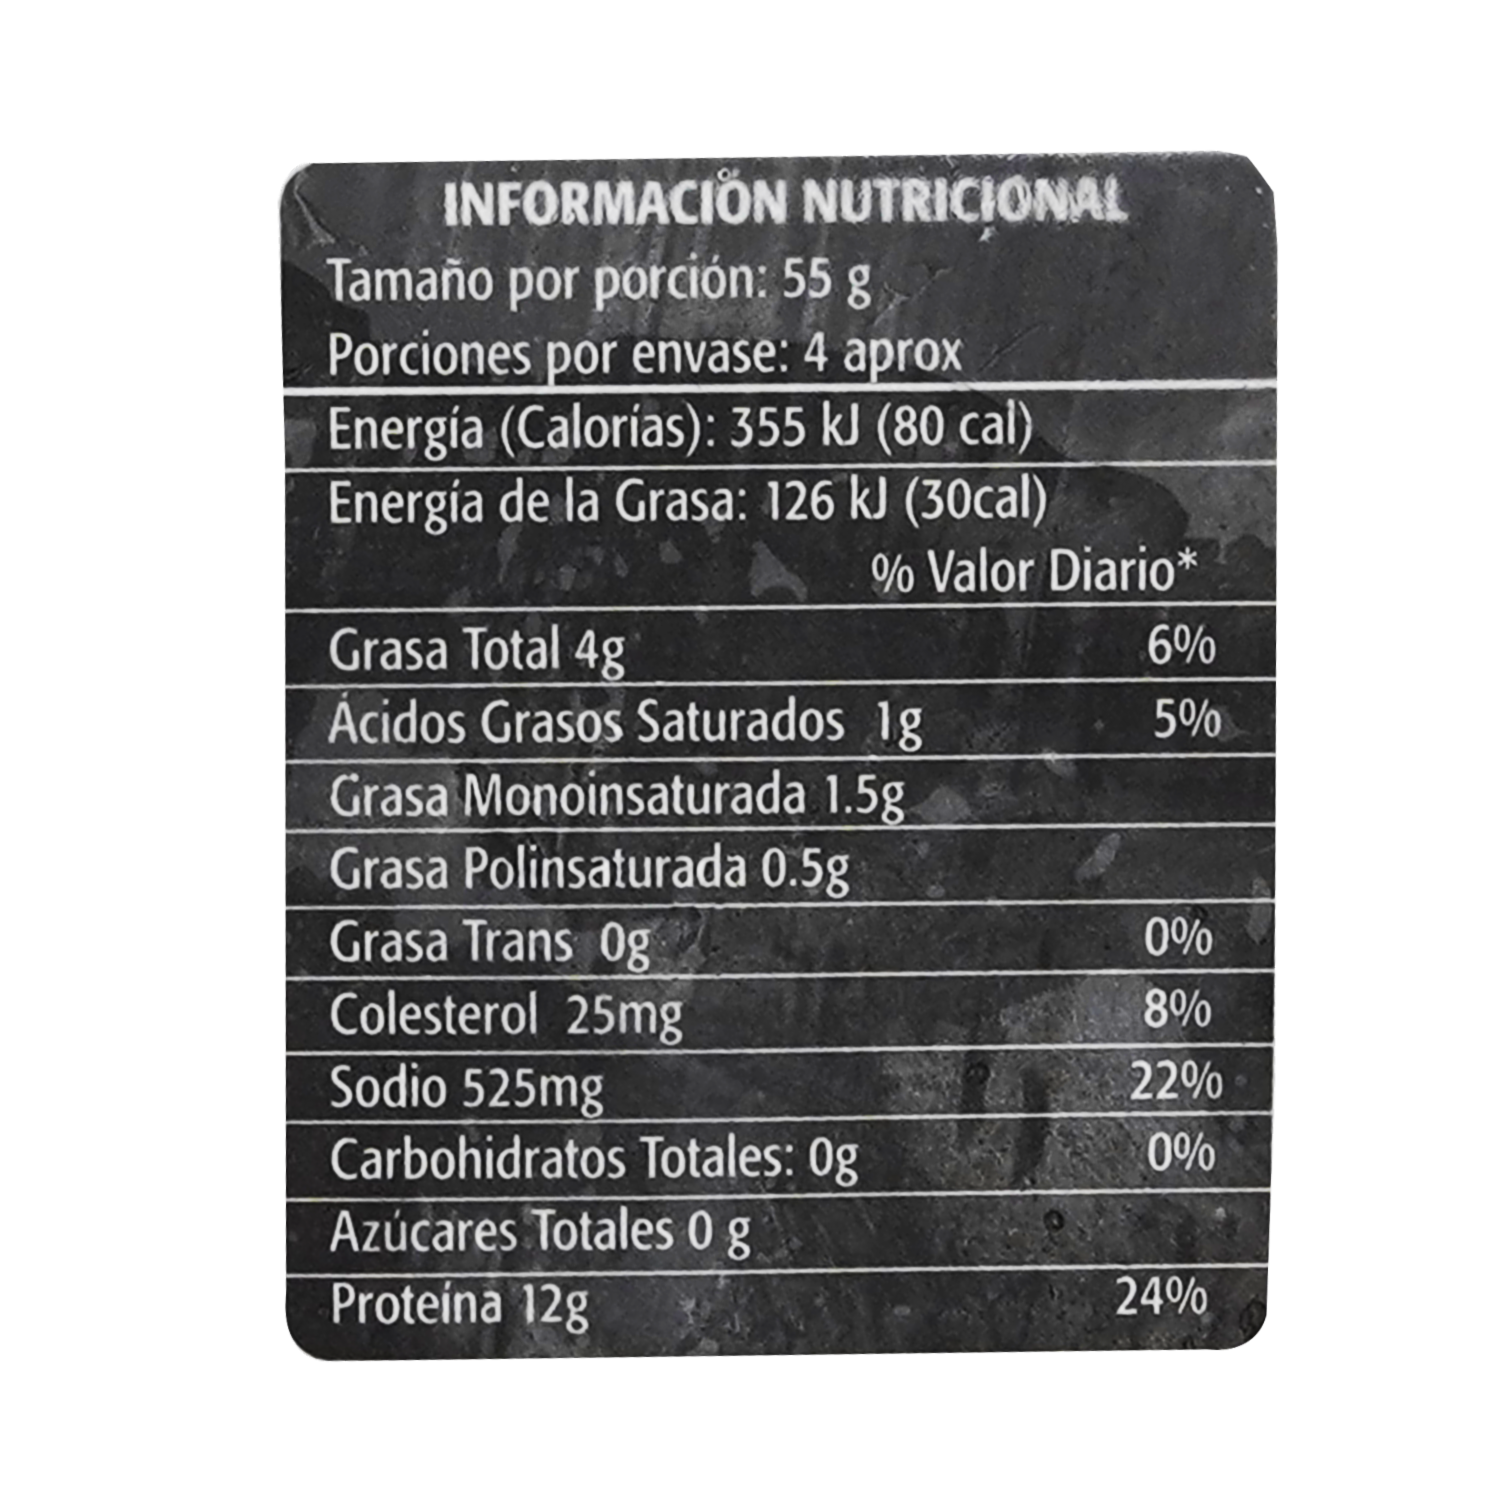 INFORMACIÓN NUTRICIONAL
Tamaño por porción: 55 g
Porciones por envase: 4 aprox
Energía (Calorías): 355 kJ (80 cal)
Energía de la Grasa: 126 kJ (30cal)
% Valor Diario*
Grasa Total 4g 6%
Ácidos Grasos Saturados 1g 5%
Grasa Monoinsaturada 1.5g
Grasa Polinsaturada 0.5g
Grasa Trans 0g 0%
Colesterol 25mg 8%
Sodio 525mg 22%
Carbohidratos Totales: 0g 0%
Azúcares Totales 0 g
Proteína 12g 24%